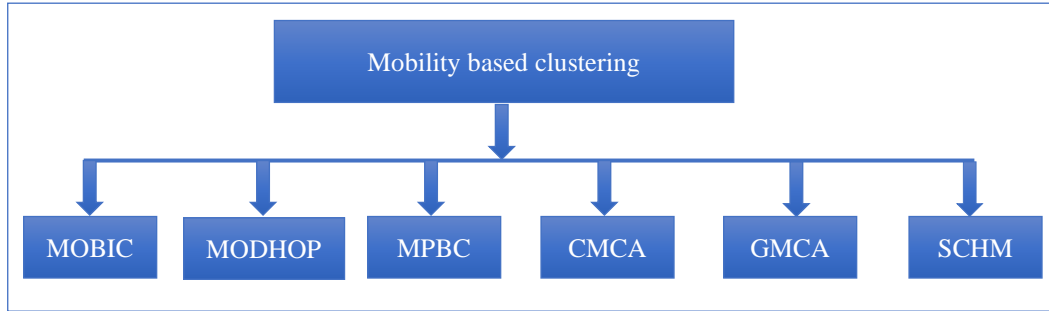 Mobility based clustering
MOBIC
MODHOP
MPBC
CMCA
GMCA
SCHM